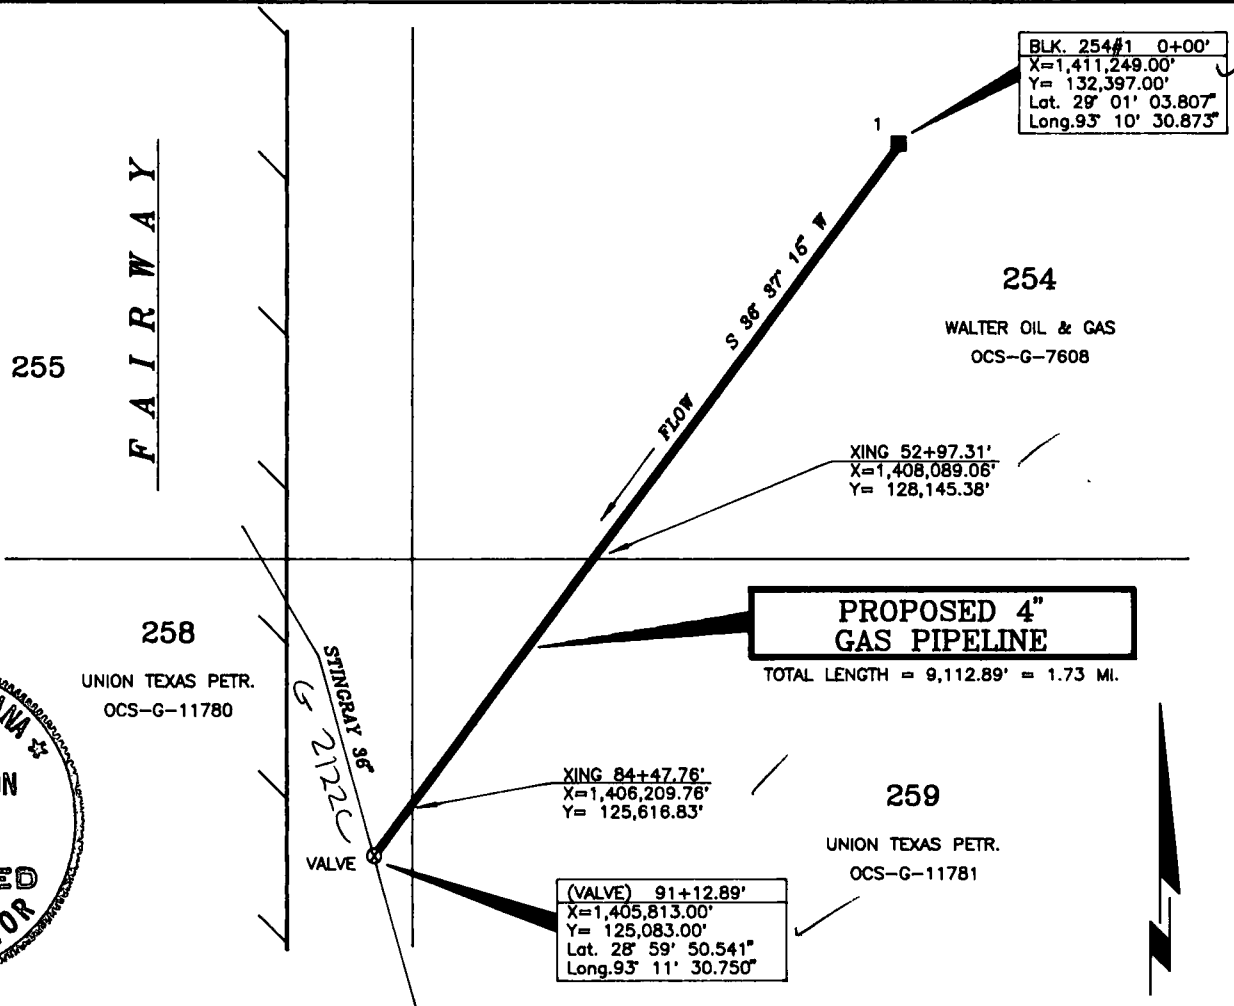 BLK. 254#1 0+00'
X=1,411,249.00'
Y= 132,397.00'
Lat. 29° 01' 03.807"
Long.93° 10' 30.873"
1
FAIRWAY
S 36° 37' 16" W
254
WALTER OIL & GAS
OCS-G-7608
255
FLOW
XING 52+97.31'
X=1,408,089.06'
Y= 128,145.38'
PROPOSED 4"
GAS PIPELINE
TOTAL LENGTH = 9,112.89' = 1.73 MI.
258
UNION TEXAS PETR.
OCS-G-11780
STINGRAY 36"
G 2122C
XING 84+47.76'
X=1,406,209.76'
Y= 125,616.83'
259
UNION TEXAS PETR.
OCS-G-11781
VALVE
(VALVE) 91+12.89'
X=1,405,813.00'
Y= 125,083.00'
Lat. 28° 59' 50.541"
Long.93° 11' 30.750"